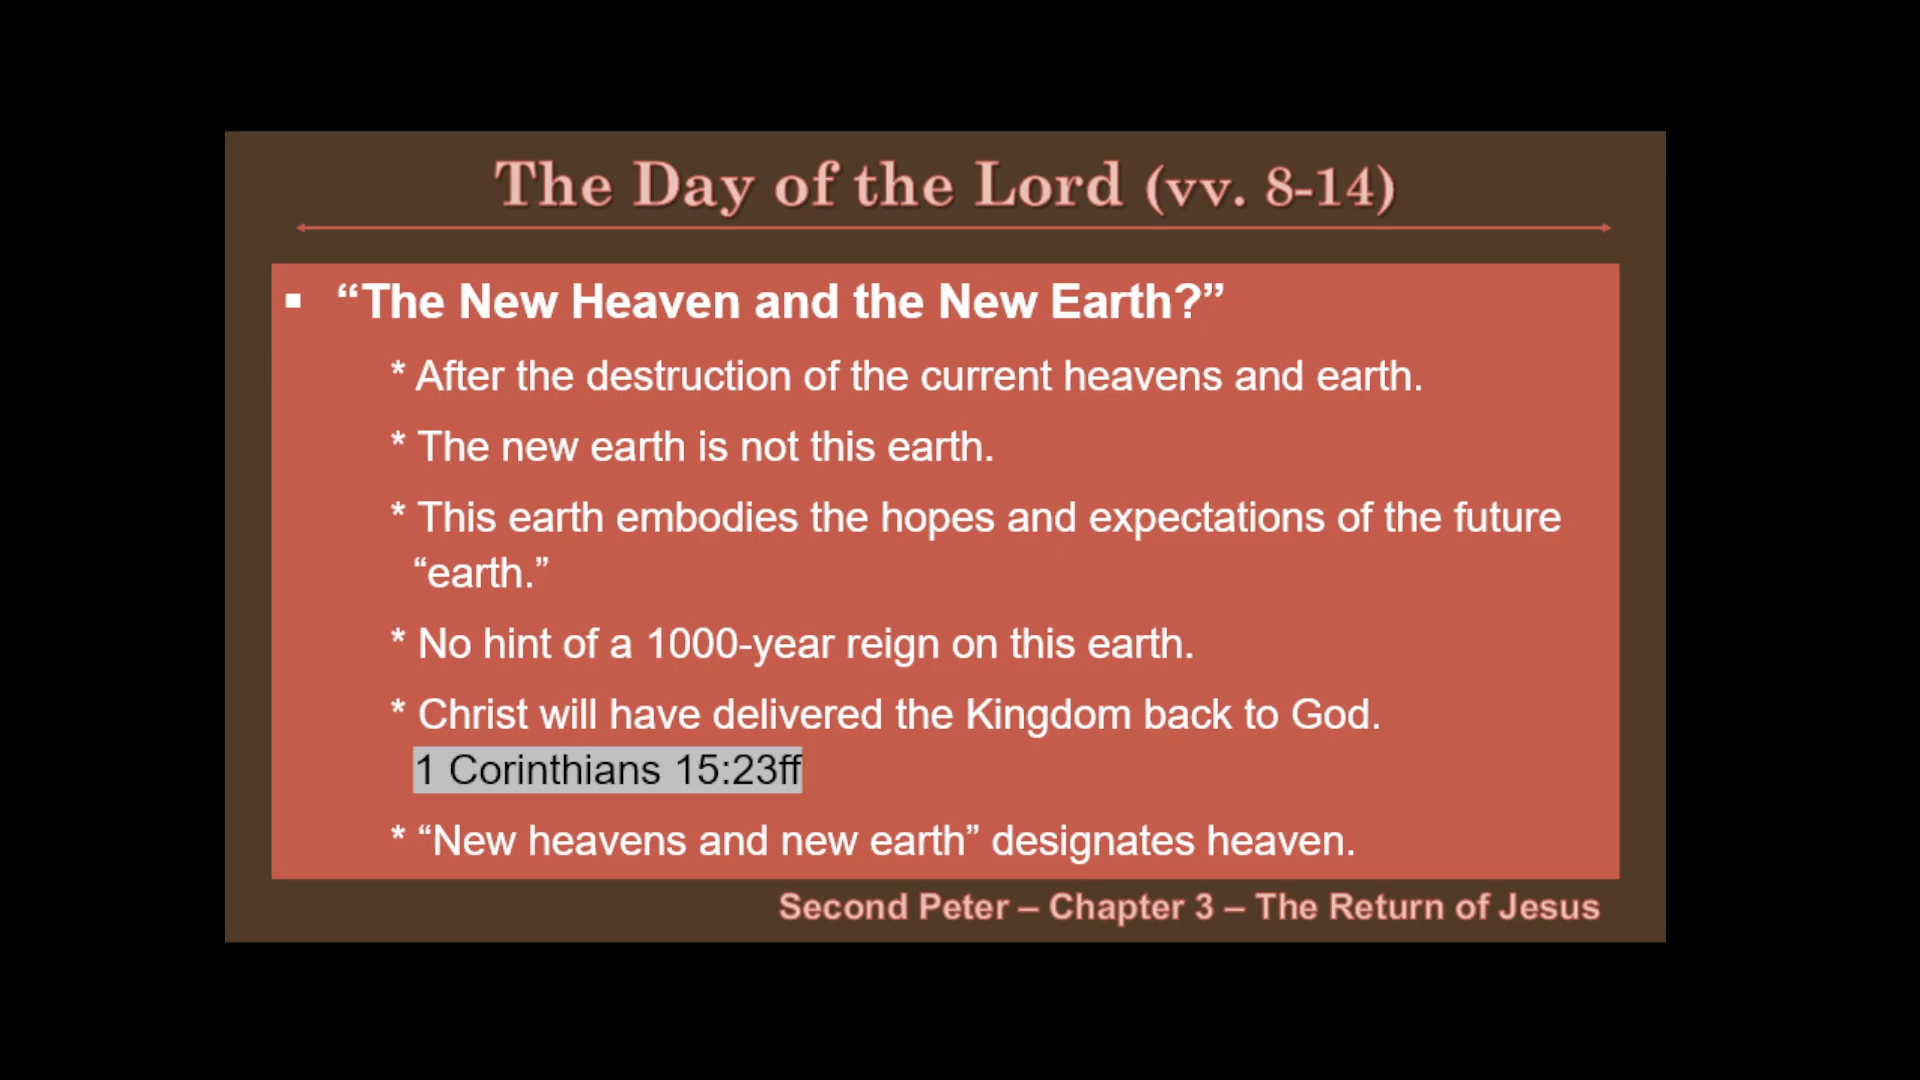 The Day of the Lord (vv. 8-14)
▪ “The New Heaven and the New Earth?”
* After the destruction of the current heavens and earth.
* The new earth is not this earth.
* This earth embodies the hopes and expectations of the future
“earth.”
* No hint of a 1000-year reign on this earth.
* Christ will have delivered the Kingdom back to God.
1 Corinthians 15:23ff
* “New heavens and new earth” designates heaven.
Second Peter – Chapter 3 – The Return of Jesus